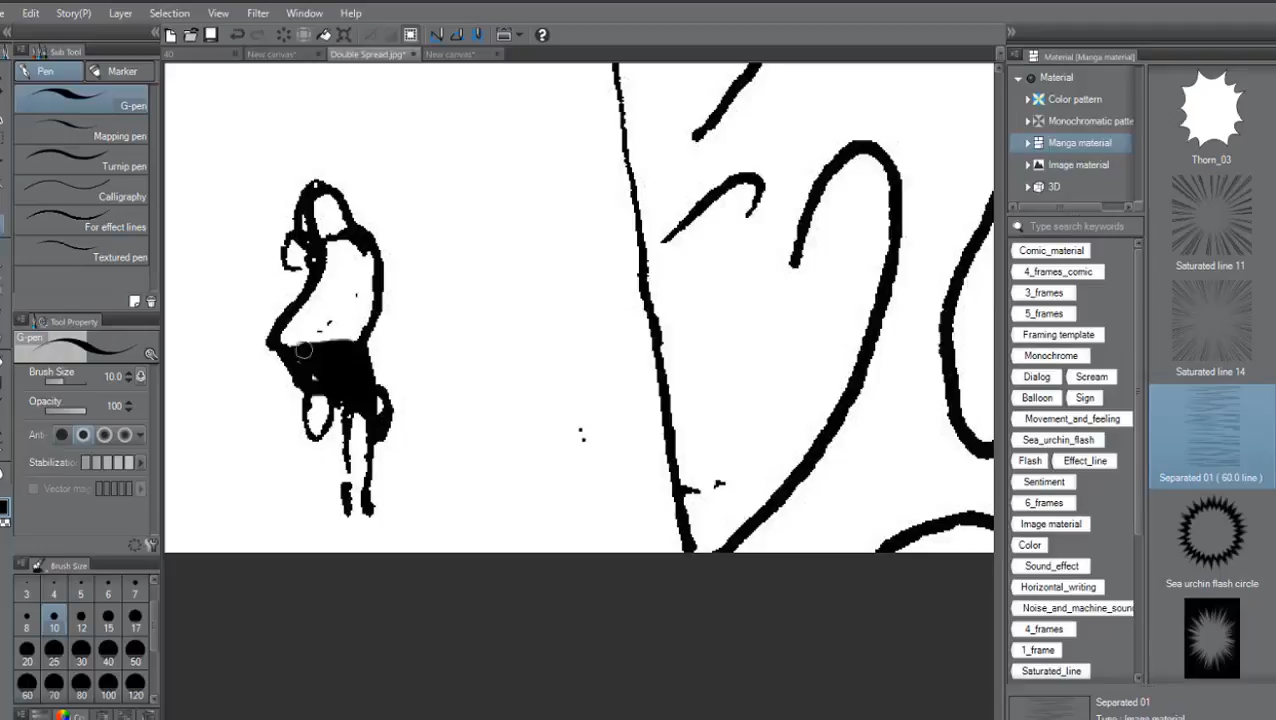 Edit Story(P) Layer Selection View Filter Window Help
Sub Tool
40 New canvas* Double Spread.jpg* New canvas*
Material [Manga material]
Pen Marker
G-pen
Mapping pen
Turnip pen
Calligraphy
For effect lines
Textured pen
Tool Property
G-pen
Brush Size 10.0
Opacity 100
Anti-
Stabilizatic
Vector ma
Brush Size
3 4 5 6 7
8 10 12 15 17
20 25 30 40 50
60 70 80 100 120
Material
Color pattern
Monochromatic patte
Manga material
Image material
3D
Type search keywords
Comic_material
4_frames_comic
3_frames
5_frames
Framing template
Monochrome
Dialog Scream
Balloon Sign
Movement_and_feeling
Sea_urchin_flash
Flash Effect_line
Sentiment
6_frames
Image material
Color
Sound_effect
Horizontal_writing
Noise_and_machine_soun
4_frames
1_frame
Saturated_line
Thorn_03
Saturated line 11
Saturated line 14
Separated 01 ( 60.0 line )
Sea urchin flash circle
Separated 01